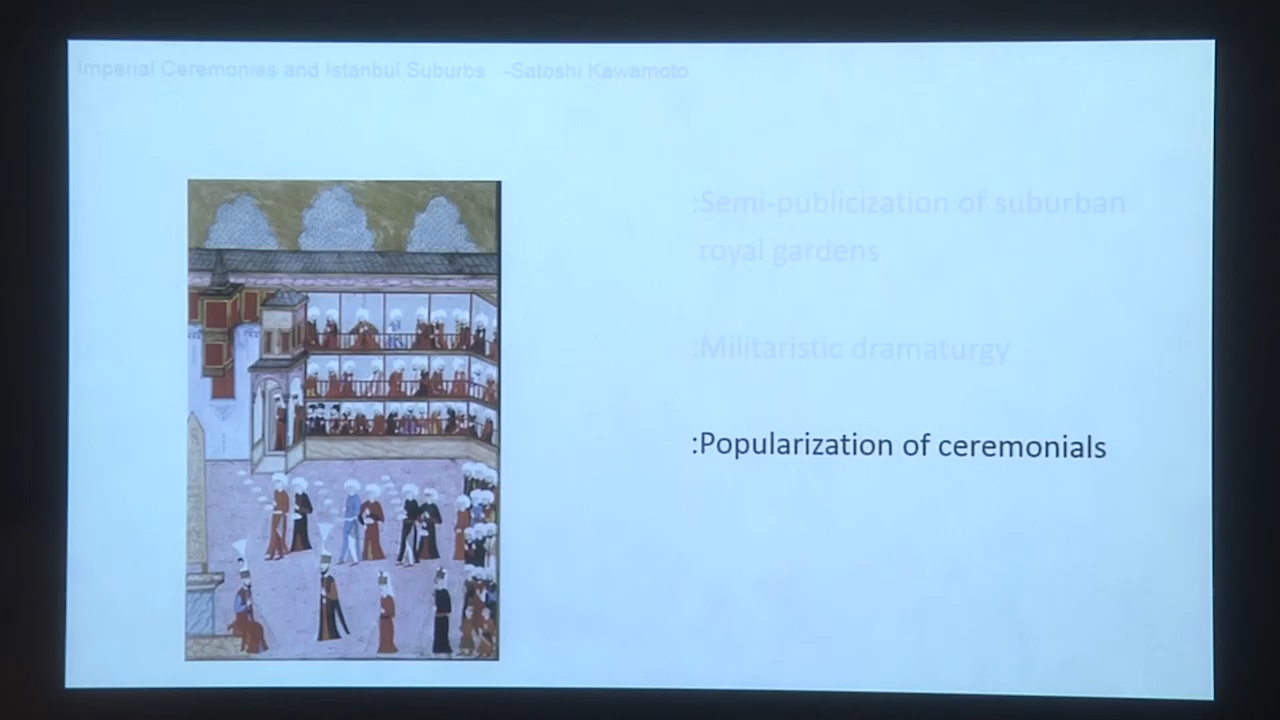 Imperial Ceremonies and Istanbul Suburbs -Satoshi Kawamoto
:Semi-publicization of suburban
royal gardens
:Militaristic dramaturgy
:Popularization of ceremonials